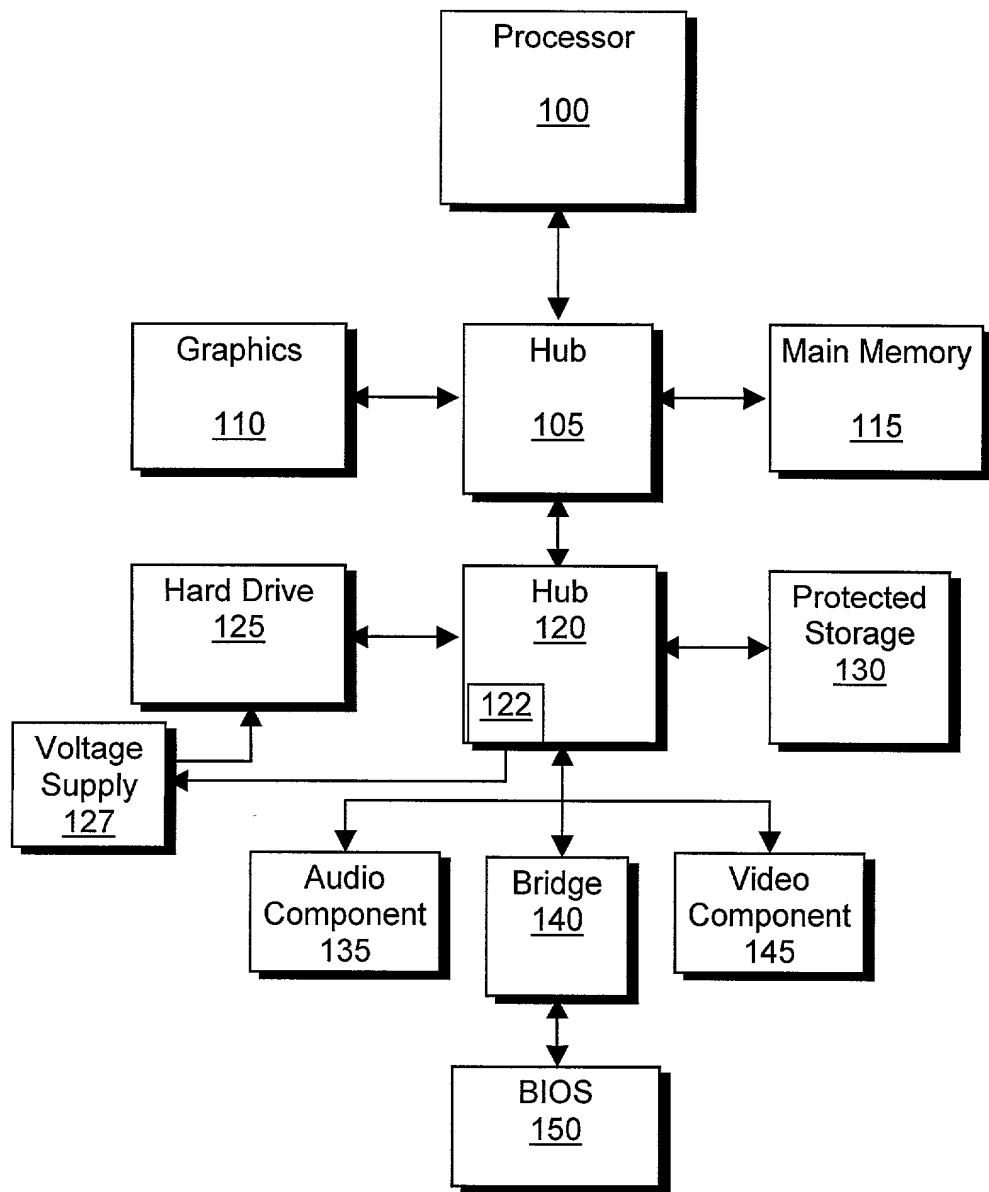 Processor
100
Graphics
110
Hub
105
Main Memory
115
Hard Drive
125
Hub
120
122
Protected
Storage
130
Voltage
Supply
127
Audio
Component
135
Bridge
140
Video
Component
145
BIOS
150